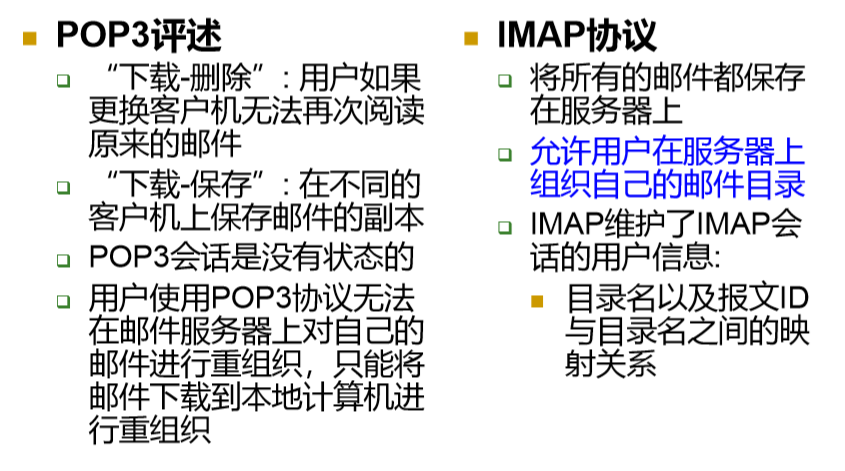 POP3评述
“下载-删除”: 用户如果
更换客户机无法再次阅读
原来的邮件
“下载-保存”: 在不同的
客户机上保存邮件的副本
POP3会话是没有状态的
用户使用POP3协议无法
在邮件服务器上对自己的
邮件进行重组织，只能将
邮件下载到本地计算机进
行重组织
IMAP协议
将所有的邮件都保存
在服务器上
允许用户在服务器上
组织自己的邮件目录
IMAP维护了IMAP会
话的用户信息:
目录名以及报文ID
与目录名之间的映
射关系